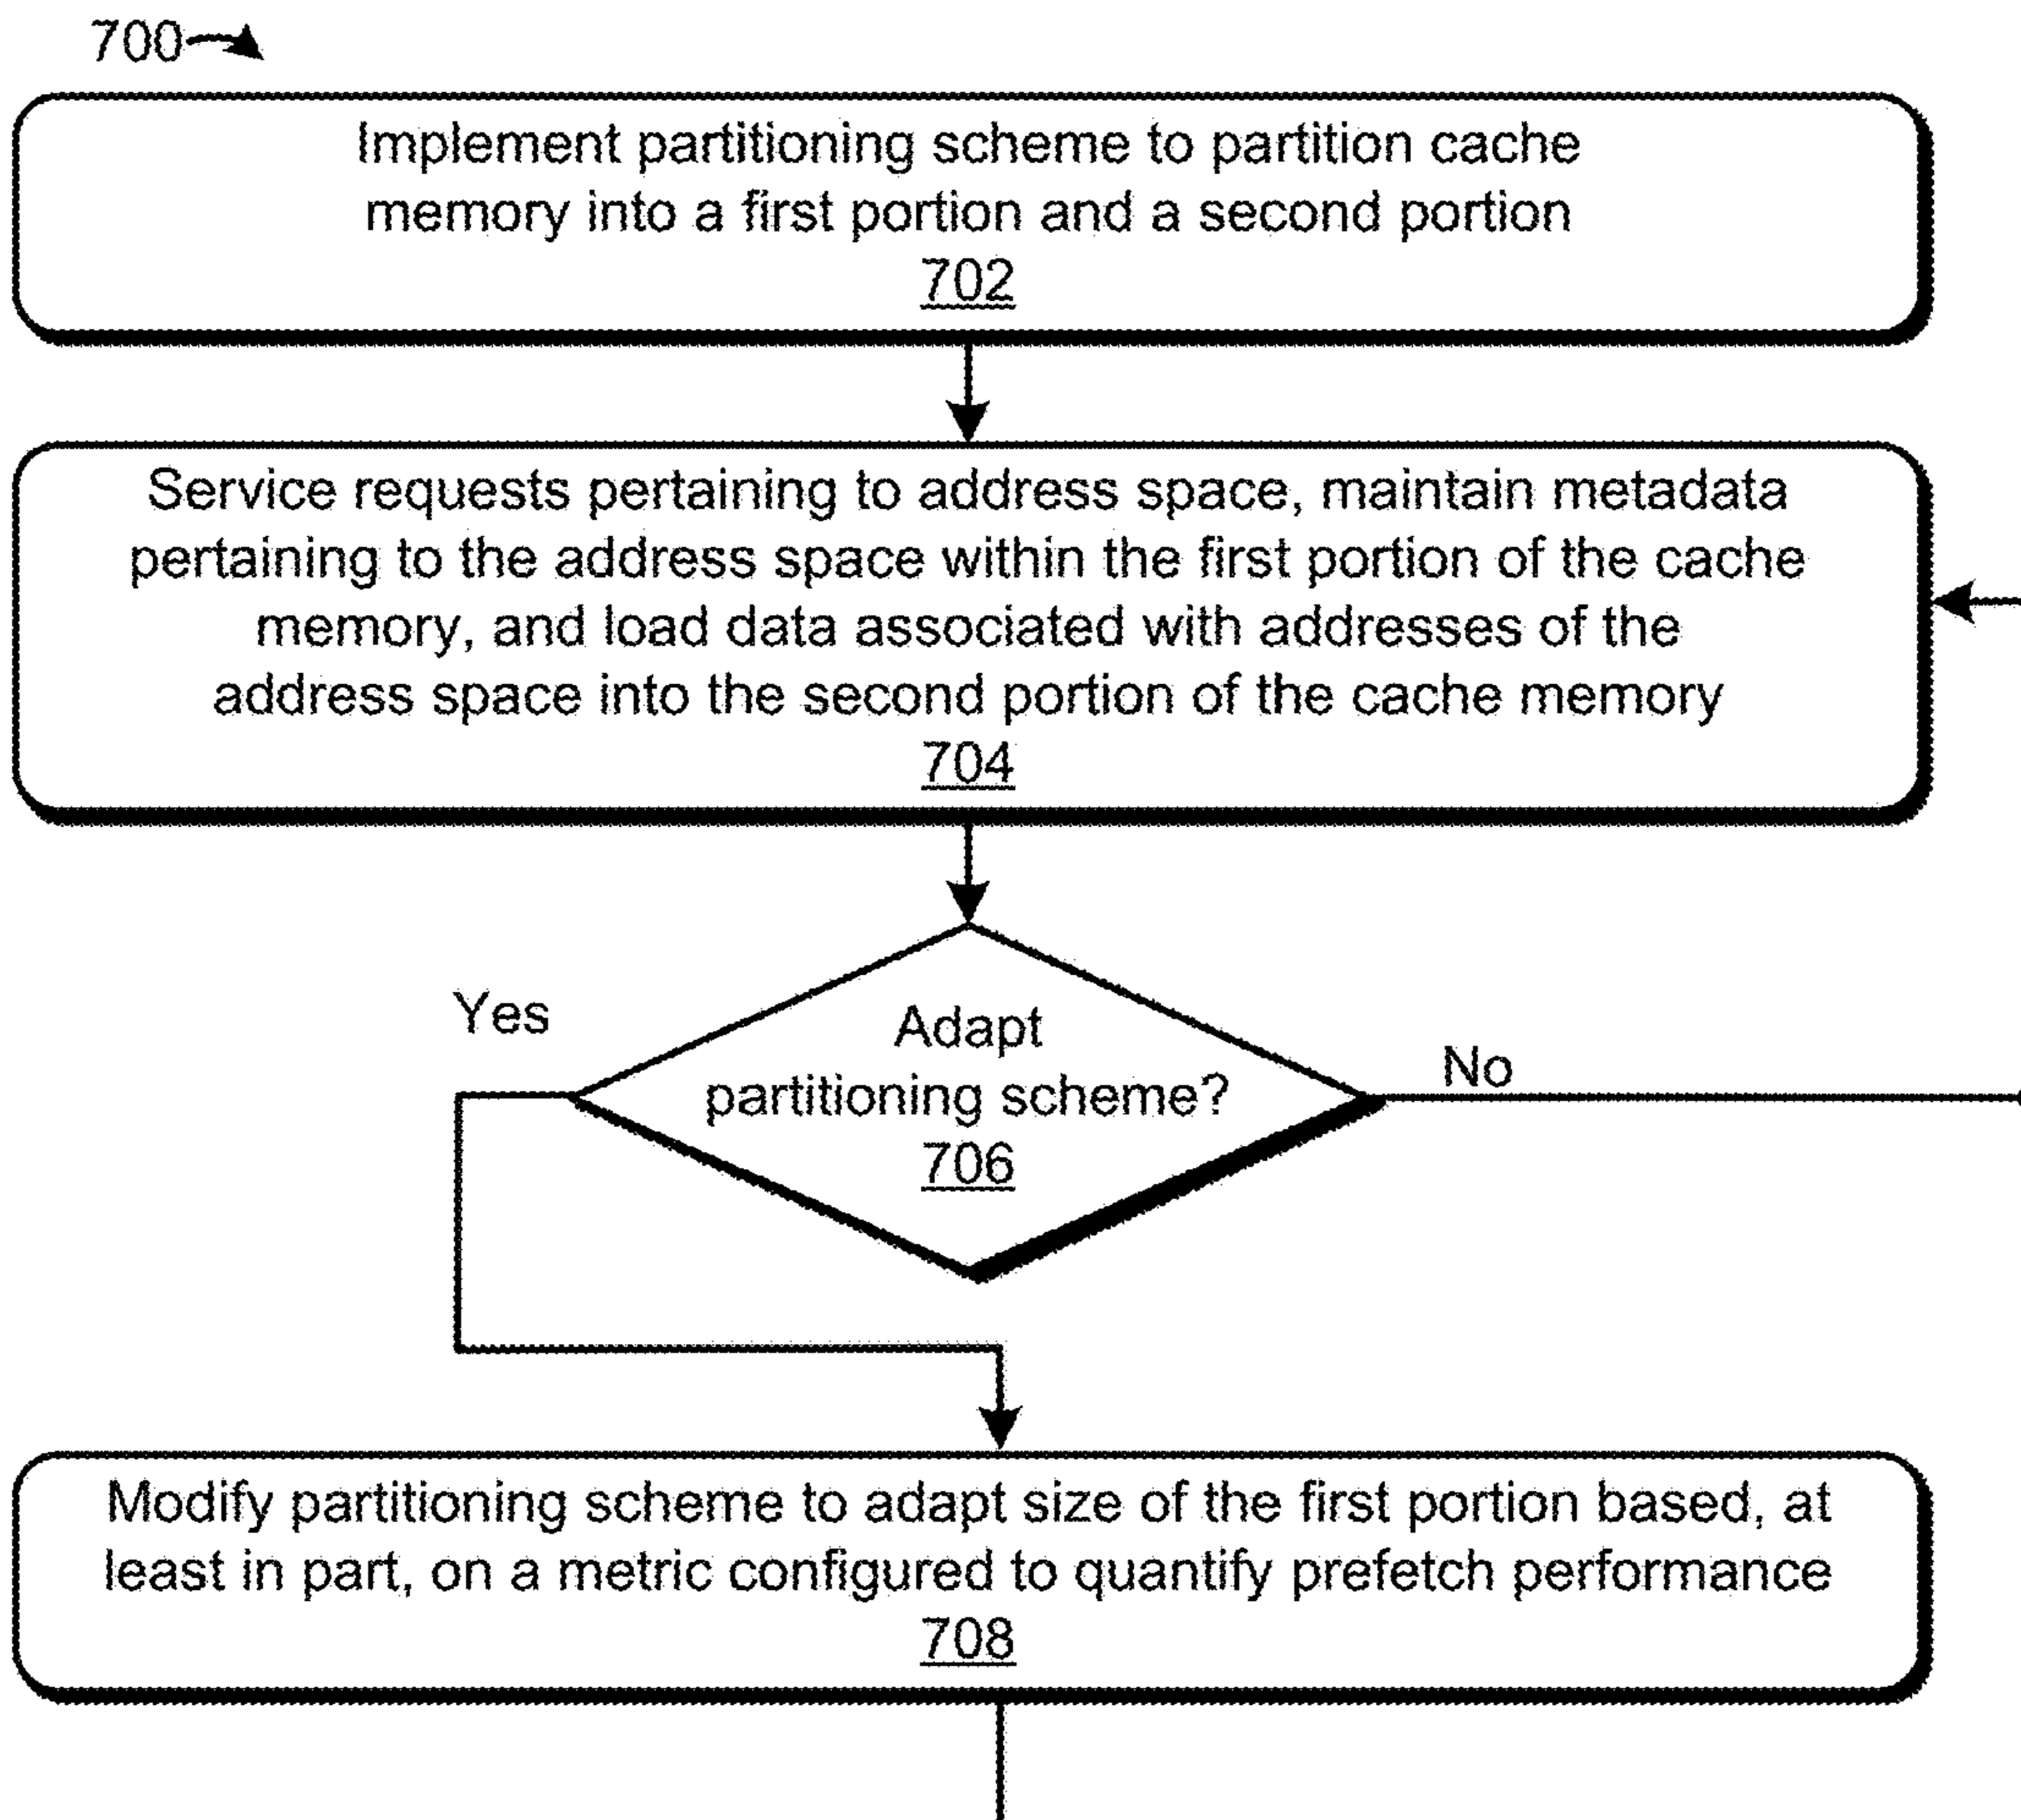 700
Implement partitioning scheme to partition cache
memory into a first portion and a second portion
702
Service requests pertaining to address space, maintain metadata
pertaining to the address space within the first portion of the cache
memory, and load data associated with addresses of the
address space into the second portion of the cache memory
704
Yes
Adapt
partitioning scheme?
706
No
Modify partitioning scheme to adapt size of the first portion based, at
least in part, on a metric configured to quantify prefetch performance
708